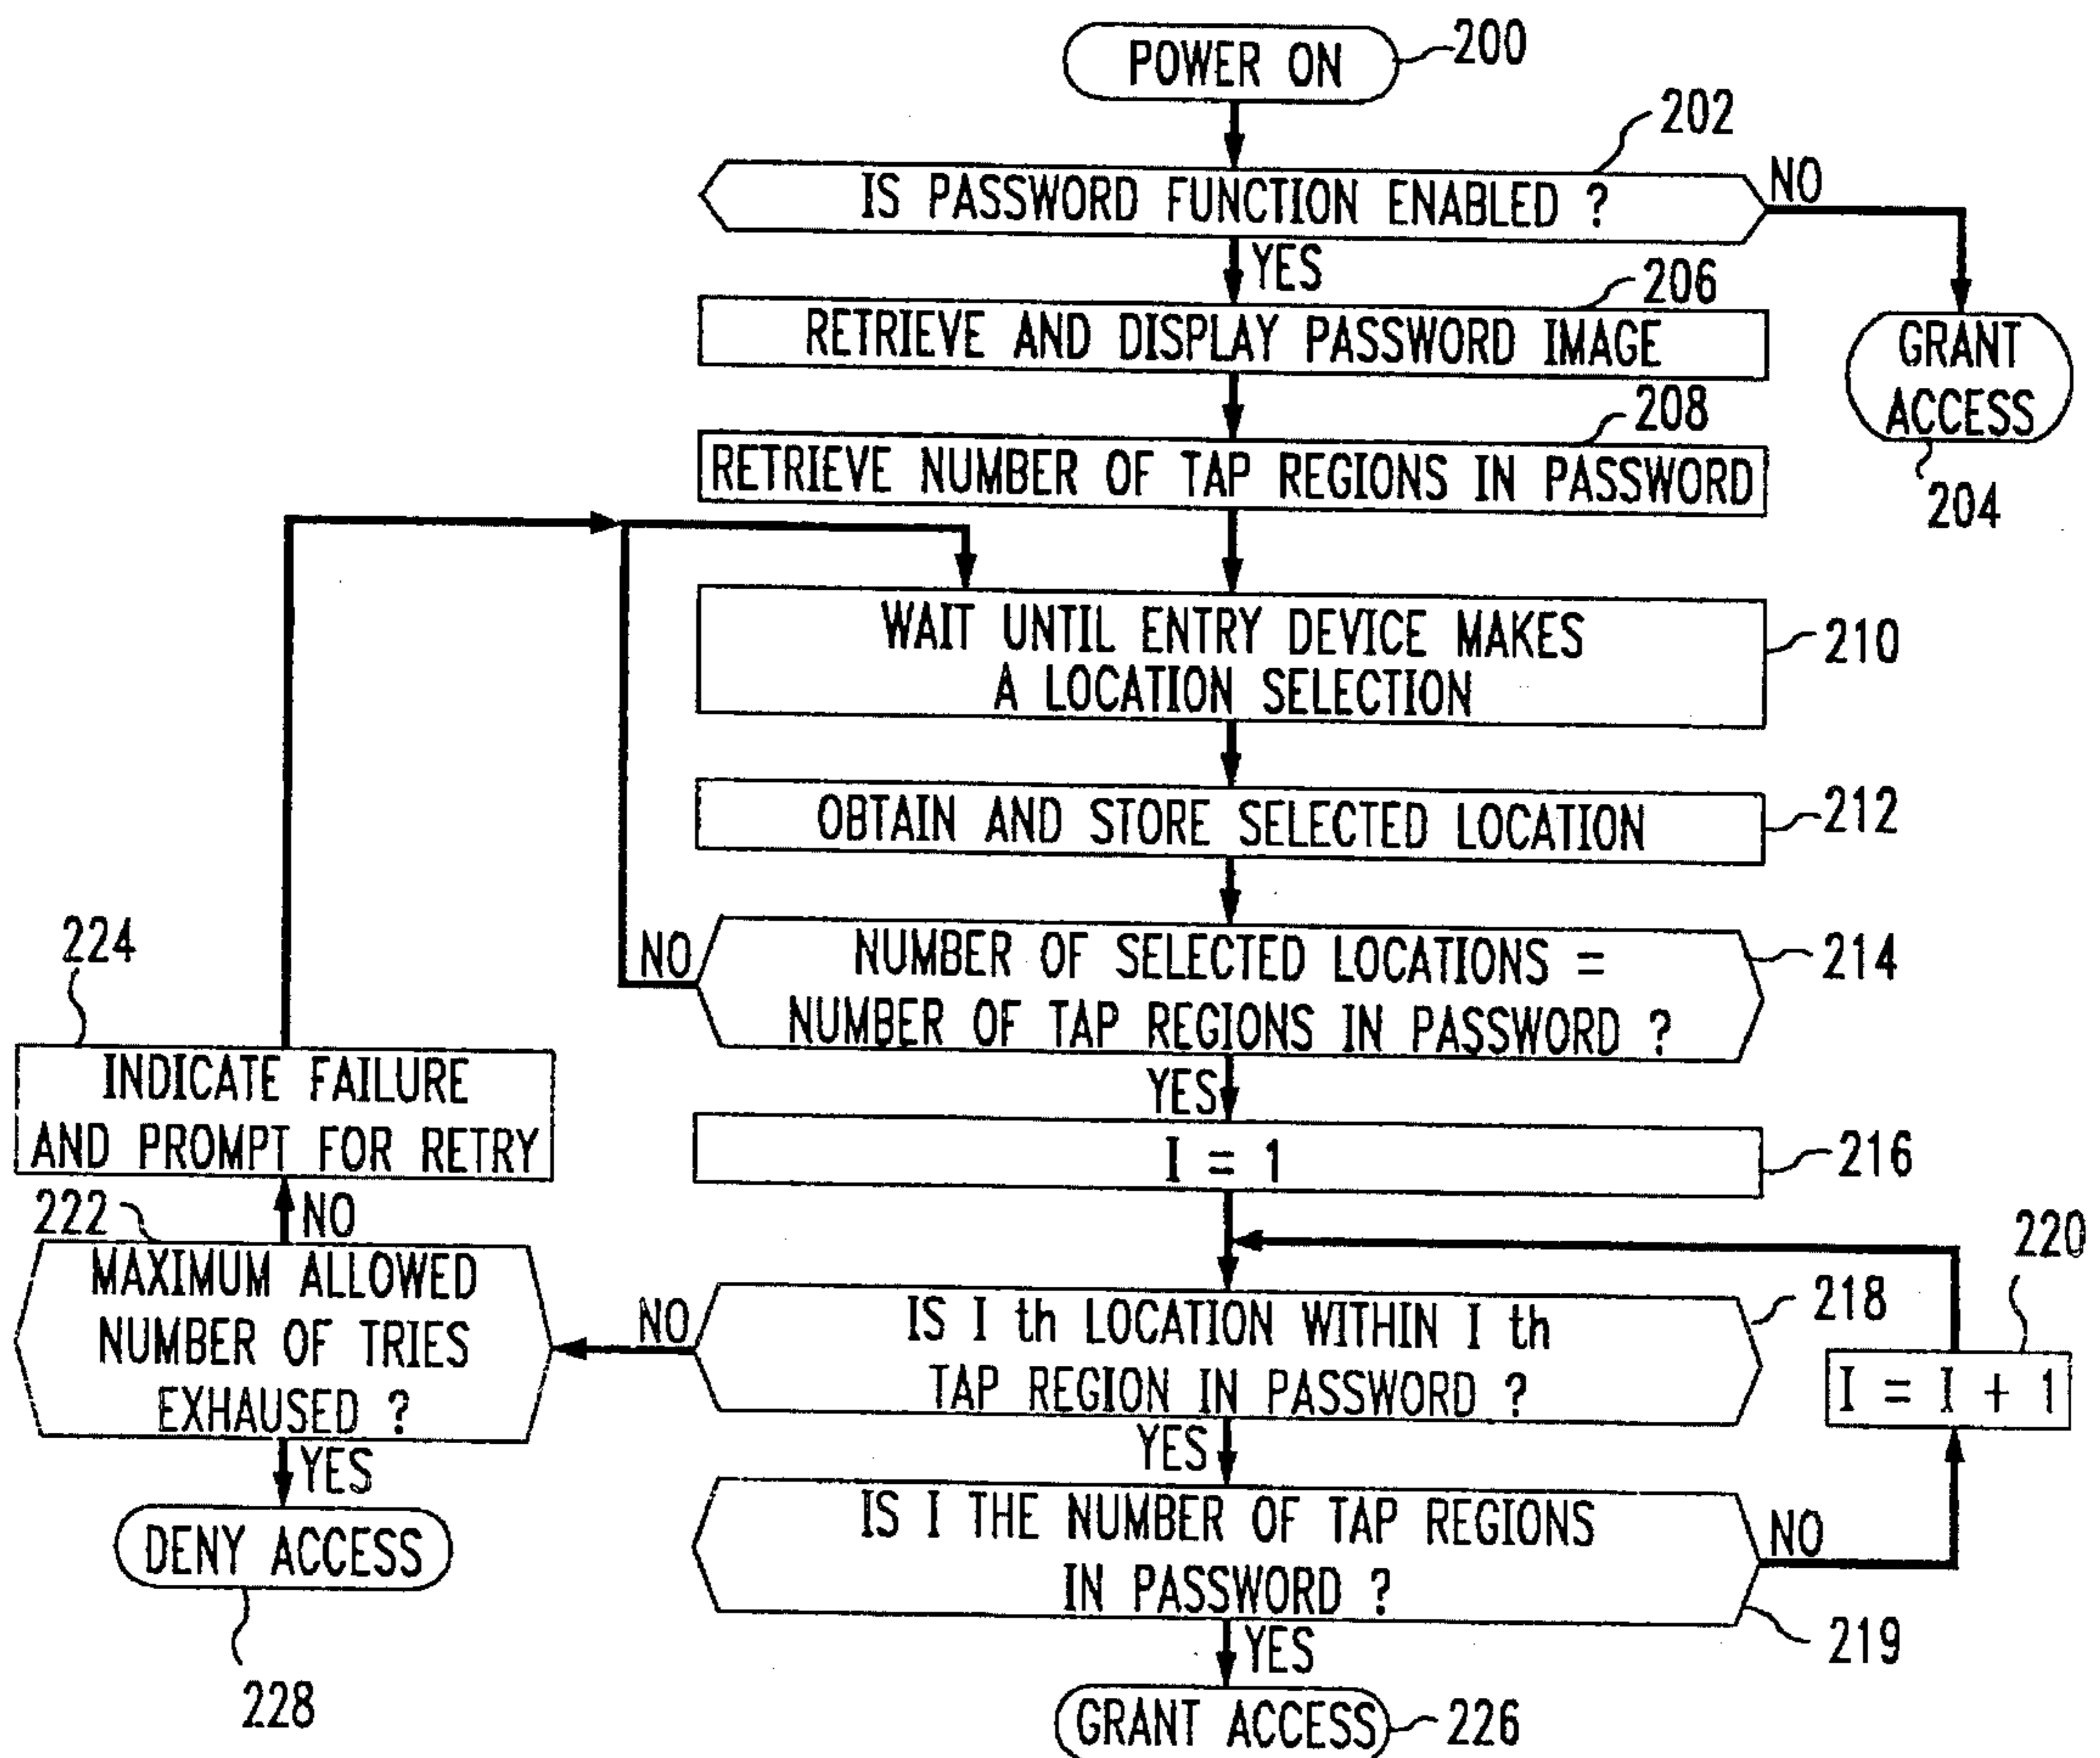 POWER ON
200
202
IS PASSWORD FUNCTION ENABLED ?
NO
YES
206
RETRIEVE AND DISPLAY PASSWORD IMAGE
GRANT
ACCESS
204
208
RETRIEVE NUMBER OF TAP REGIONS IN PASSWORD
WAIT UNTIL ENTRY DEVICE MAKES
A LOCATION SELECTION
210
OBTAIN AND STORE SELECTED LOCATION
212
NUMBER OF SELECTED LOCATIONS =
NUMBER OF TAP REGIONS IN PASSWORD ?
214
NO
YES
224
INDICATE FAILURE
AND PROMPT FOR RETRY
I = 1
216
222
NO
MAXIMUM ALLOWED
NUMBER OF TRIES
EXHAUSED ?
NO
IS I th LOCATION WITHIN I th
TAP REGION IN PASSWORD ?
218
220
I = I + 1
YES
YES
DENY ACCESS
228
IS I THE NUMBER OF TAP REGIONS
IN PASSWORD ?
NO
219
YES
GRANT ACCESS
226